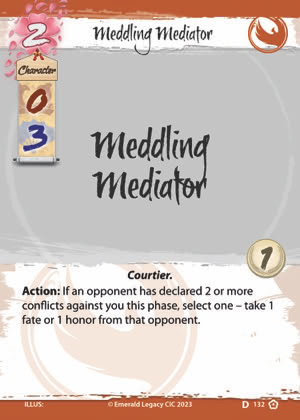 2
Meddling Mediator
Character
0
3
Meddling
Mediator
1
Courtier.
Action: If an opponent has declared 2 or more
conflicts against you this phase, select one – take 1
fate or 1 honor from that opponent.
ILLUS:
© Emerald Legacy CIC 2023
D 132